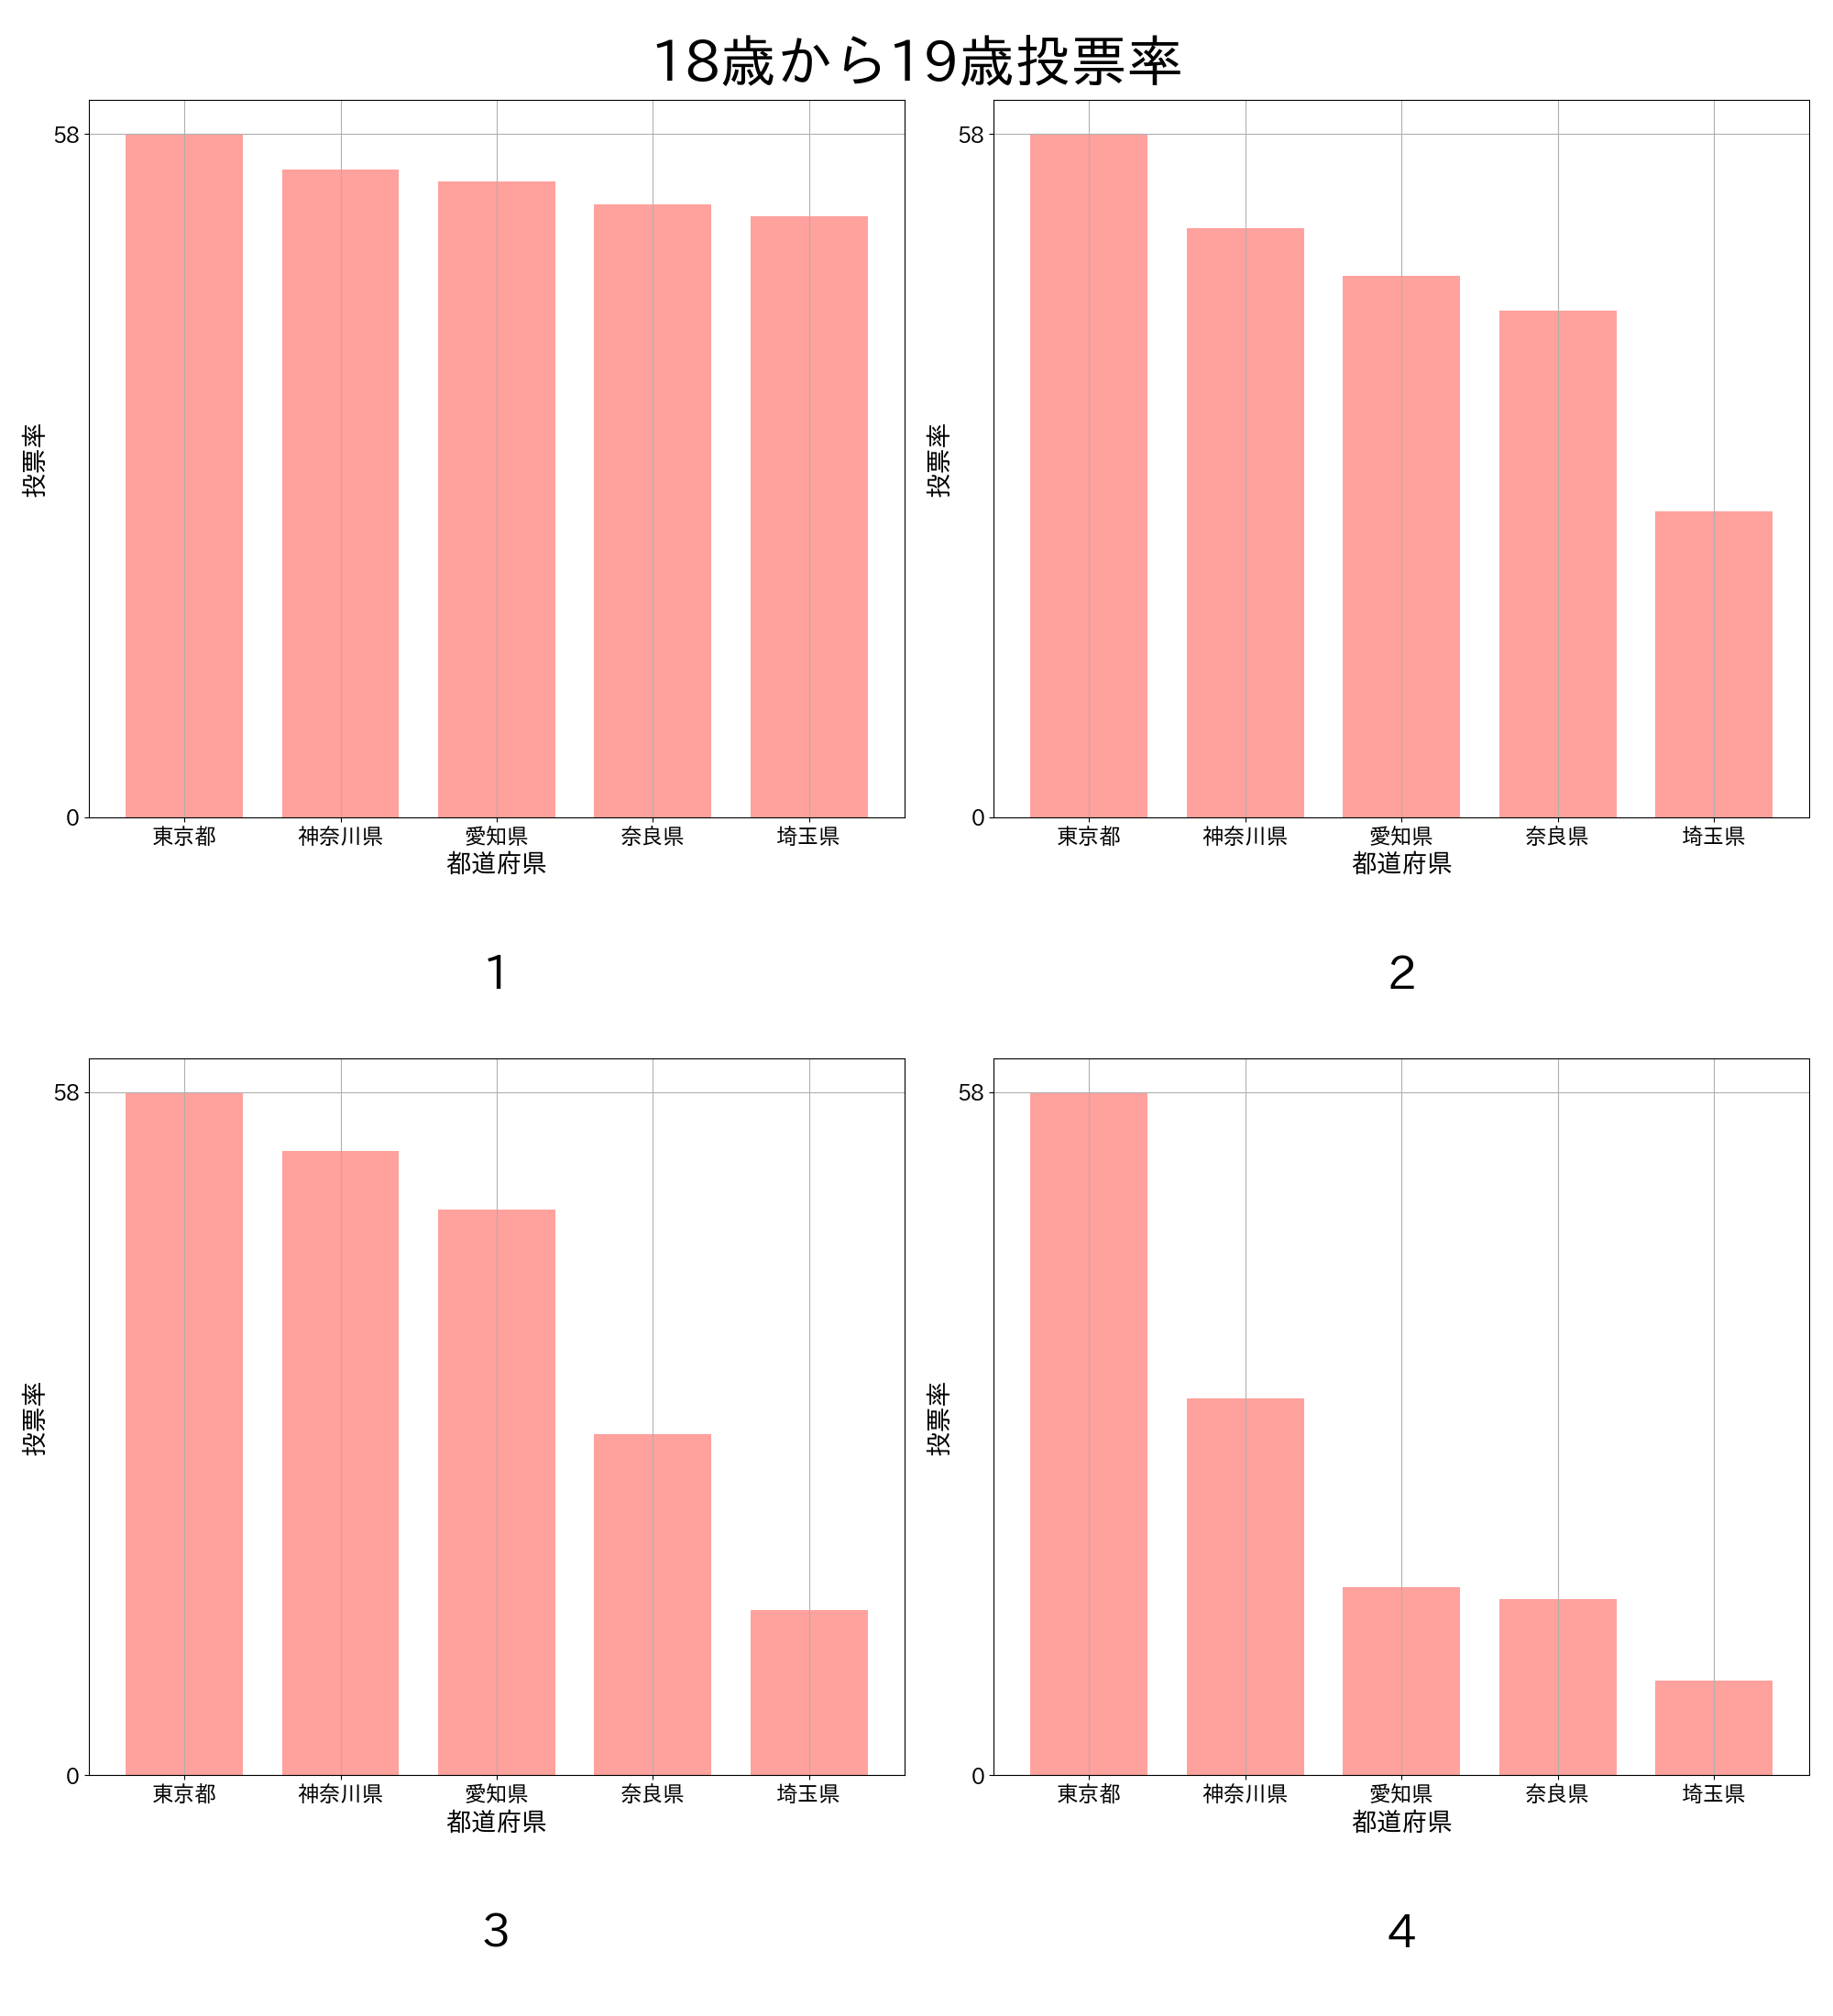 18歳から19歳投票率
58
0
投票率
東京都 神奈川県 愛知県 奈良県 埼玉県
都道府県
1
58
0
投票率
東京都 神奈川県 愛知県 奈良県 埼玉県
都道府県
2
58
0
投票率
東京都 神奈川県 愛知県 奈良県 埼玉県
都道府県
3
58
0
投票率
東京都 神奈川県 愛知県 奈良県 埼玉県
都道府県
4